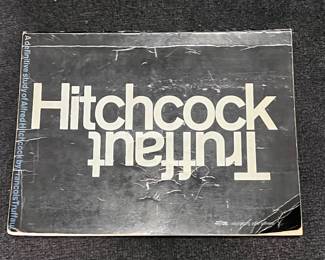 A definitive study of Alfred Hitchcock by François Truffaut
Hitchcock
Truffaut